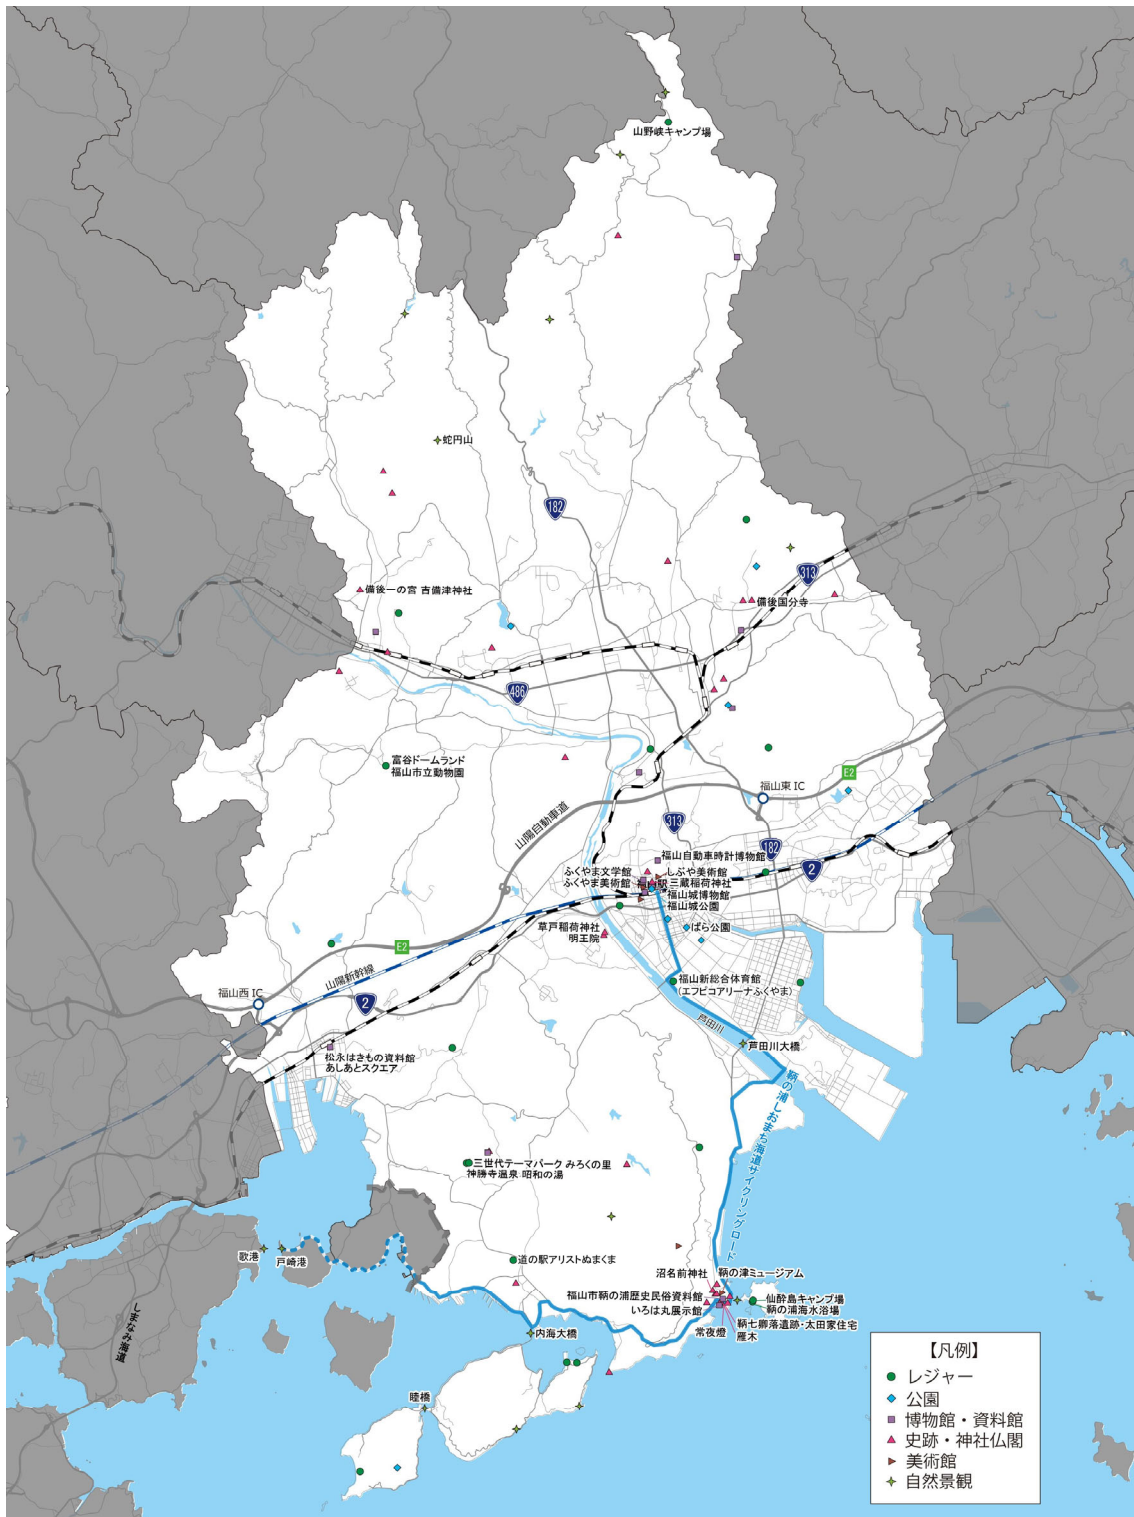 山野峡キャンプ場
蛇円山
182
313
備後一の宮 吉備津神社
備後国分寺
486
富谷ドームランド
福山市立動物園
福山東 IC
E2
山陽自動車道
313
182
2
福山自動車時計博物館
ふくやま文学館
しぶや美術館
ふくやま美術館
福山駅
三蔵稲荷神社
福山城博物館
福山城公園
草戸稲荷神社
明王院
ばら公園
E2
山陽新幹線
福山西 IC
2
福山新総合体育館
(エフピコアリーナふくやま)
芦田川
芦田川大橋
松永はきもの資料館
あしあとスクエア
鞆の浦しおまち海道サイクリングロード
三世代テーマパーク みろくの里
神勝寺温泉 昭和の湯
歌港
戸崎港
道の駅アリストぬまくま
沼名前神社
鞆の津ミュージアム
福山市鞆の浦歴史民俗資料館
いろは丸展示館
仙酔島キャンプ場
鞆の浦海水浴場
鞆七卿落遺跡・太田家住宅
常夜燈
雁木
しまなみ海道
内海大橋
睦橋
【凡例】
レジャー
公園
博物館・資料館
史跡・神社仏閣
美術館
自然景観